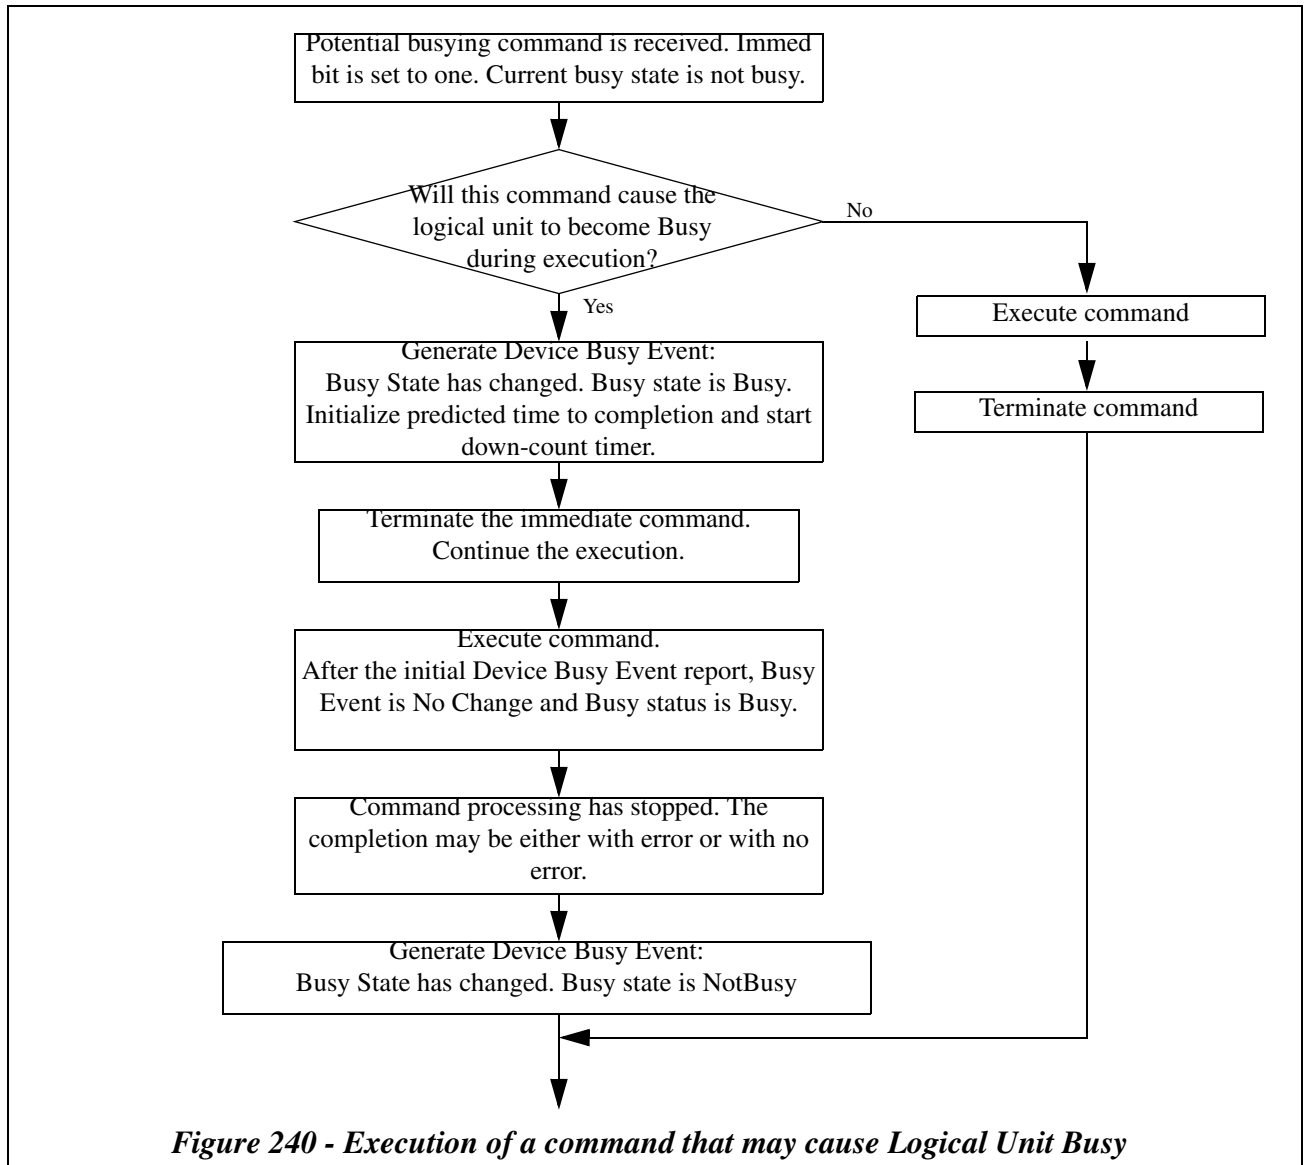 Potential busying command is received. Immed
bit is set to one. Current busy state is not busy.
Will this command cause the
logical unit to become Busy
during execution?
No
Yes
Execute command
Terminate command
Generate Device Busy Event:
Busy State has changed. Busy state is Busy.
Initialize predicted time to completion and start
down-count timer.
Terminate the immediate command.
Continue the execution.
Execute command.
After the initial Device Busy Event report, Busy
Event is No Change and Busy status is Busy.
Command processing has stopped. The
completion may be either with error or with no
error.
Generate Device Busy Event:
Busy State has changed. Busy state is NotBusy
Figure 240 - Execution of a command that may cause Logical Unit Busy